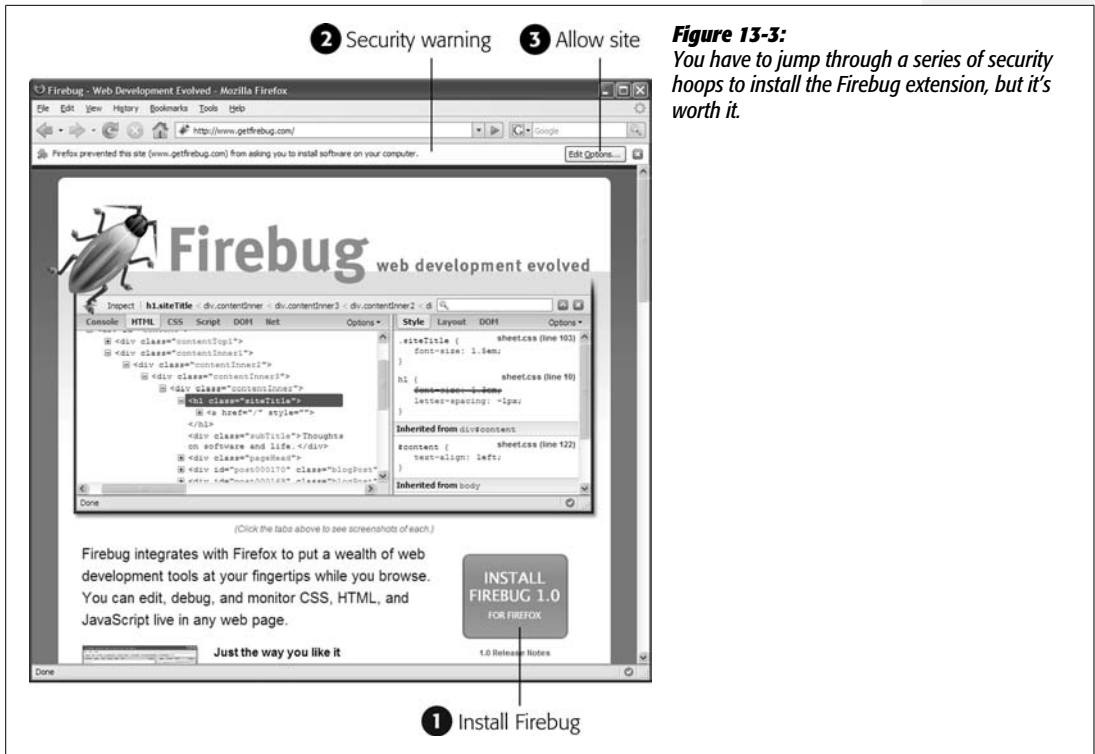 2 Security warning
3 Allow site
Figure 13-3:
You have to jump through a series of security
hoops to install the Firebug extension, but it's
worth it.
Firebug - Web Development Evolved - Mozilla Firefox
File Edit View History Bookmarks Tools Help
http://www.getfirebug.com/
G Google
Firefox prevented this site (www.getfirebug.com) from asking you to install software on your computer.
Edit Options...
Firebug web development evolved
Inspect h1.siteTitle < div.contentInner < div.contentInner3 < div.contentInner2 < di
Console HTML CSS Script DOM Net Options
Style Layout DOM Options
<div class="contentTop1">
<div class="contentInner1">
<div class="contentInner2">
<div class="contentInner3">
<div class="contentInner">
<h1 class="siteTitle">
<a href="/" style="">
</h1>
<div class="subTitle">Thoughts
on software and life.</div>
<div class="pageHead">
<div id="post000170" class="blogPost"
<div id="post000169" class="blogPost"
.siteTitle { sheet.css (line 103)
font-size: 1.5em;
}
h1 { sheet.css (line 10)
letter-spacing: -1px;
}
Inherited from div#content
#content { sheet.css (line 122)
text-align: left;
}
Inherited from body
Done
(Click the tabs above to see screenshots of each.)
Firebug integrates with Firefox to put a wealth of web
development tools at your fingertips while you browse.
You can edit, debug, and monitor CSS, HTML, and
JavaScript live in any web page.
INSTALL
FIREBUG 1.0
FOR FIREFOX
Just the way you like it
1.0 Release Notes
Done
1 Install Firebug